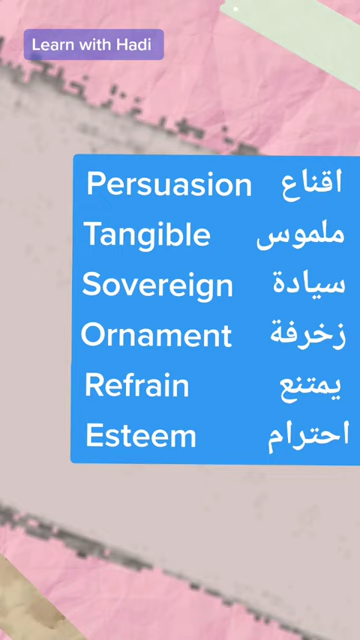 Learn with Hadi
Persuasion اقناع
Tangible ملموس
Sovereign سيادة
Ornament زخرفة
Refrain يمتنع
Esteem احترام